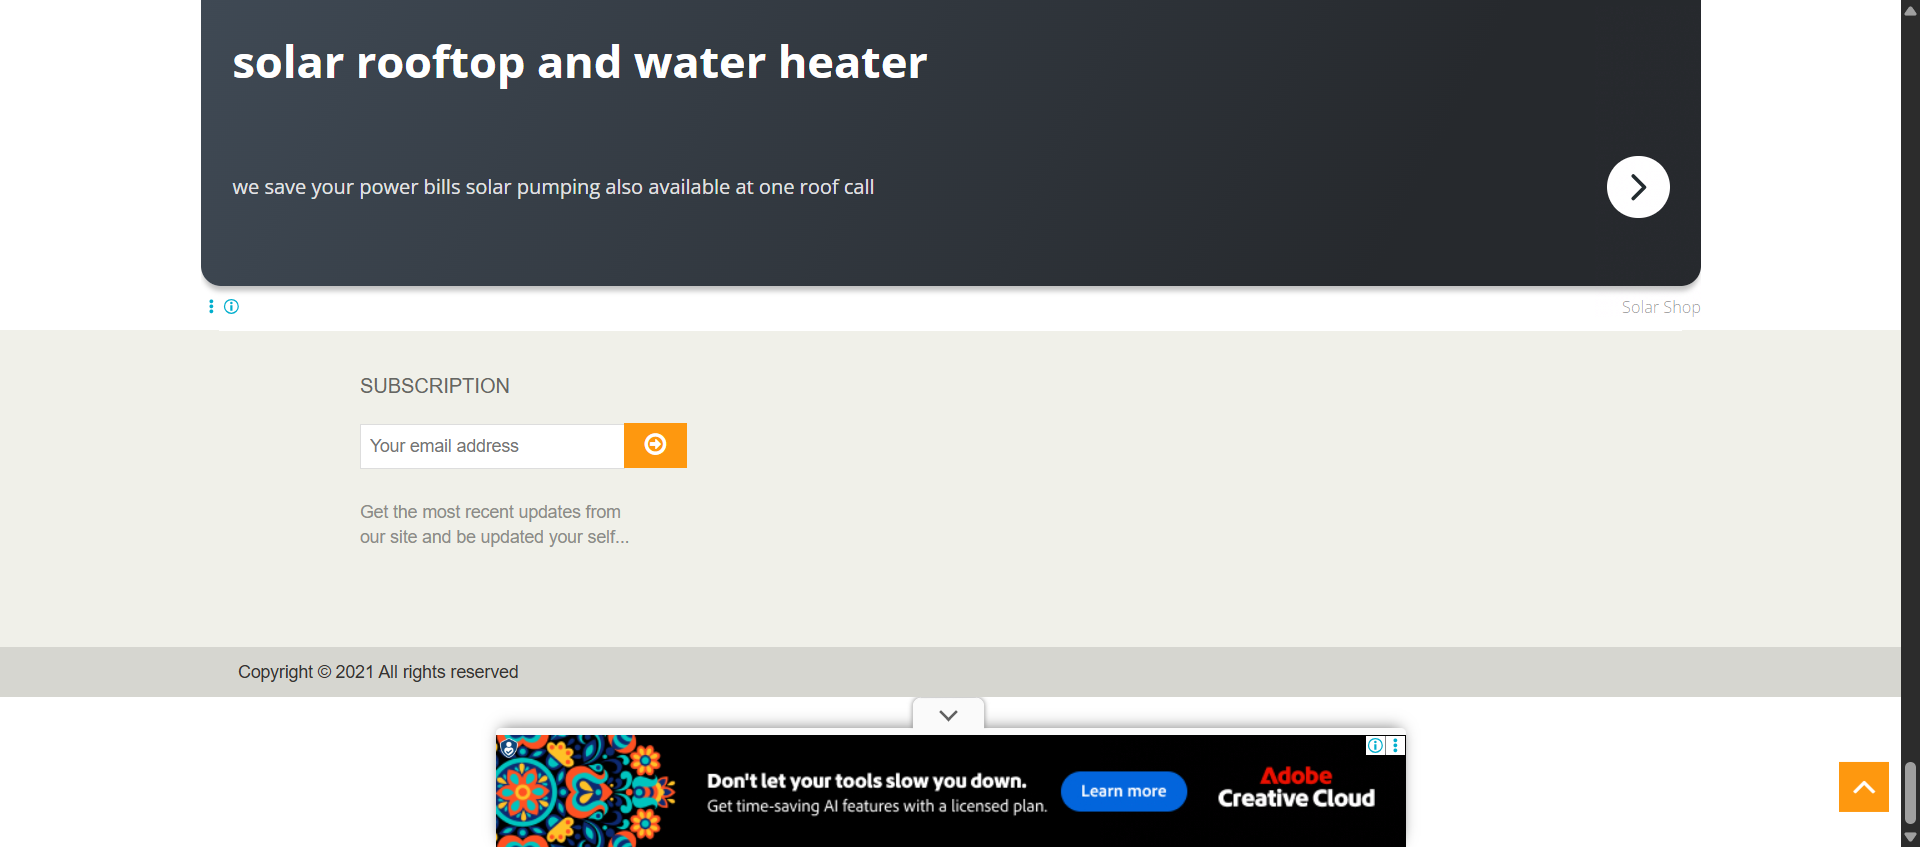 solar rooftop and water heater
we save your power bills solar pumping also available at one roof call
Solar Shop
SUBSCRIPTION
Your email address
Get the most recent updates from
our site and be updated your self...
Copyright © 2021 All rights reserved
Don't let your tools slow you down.
Get time-saving AI features with a licensed plan.
Learn more
Adobe
Creative Cloud